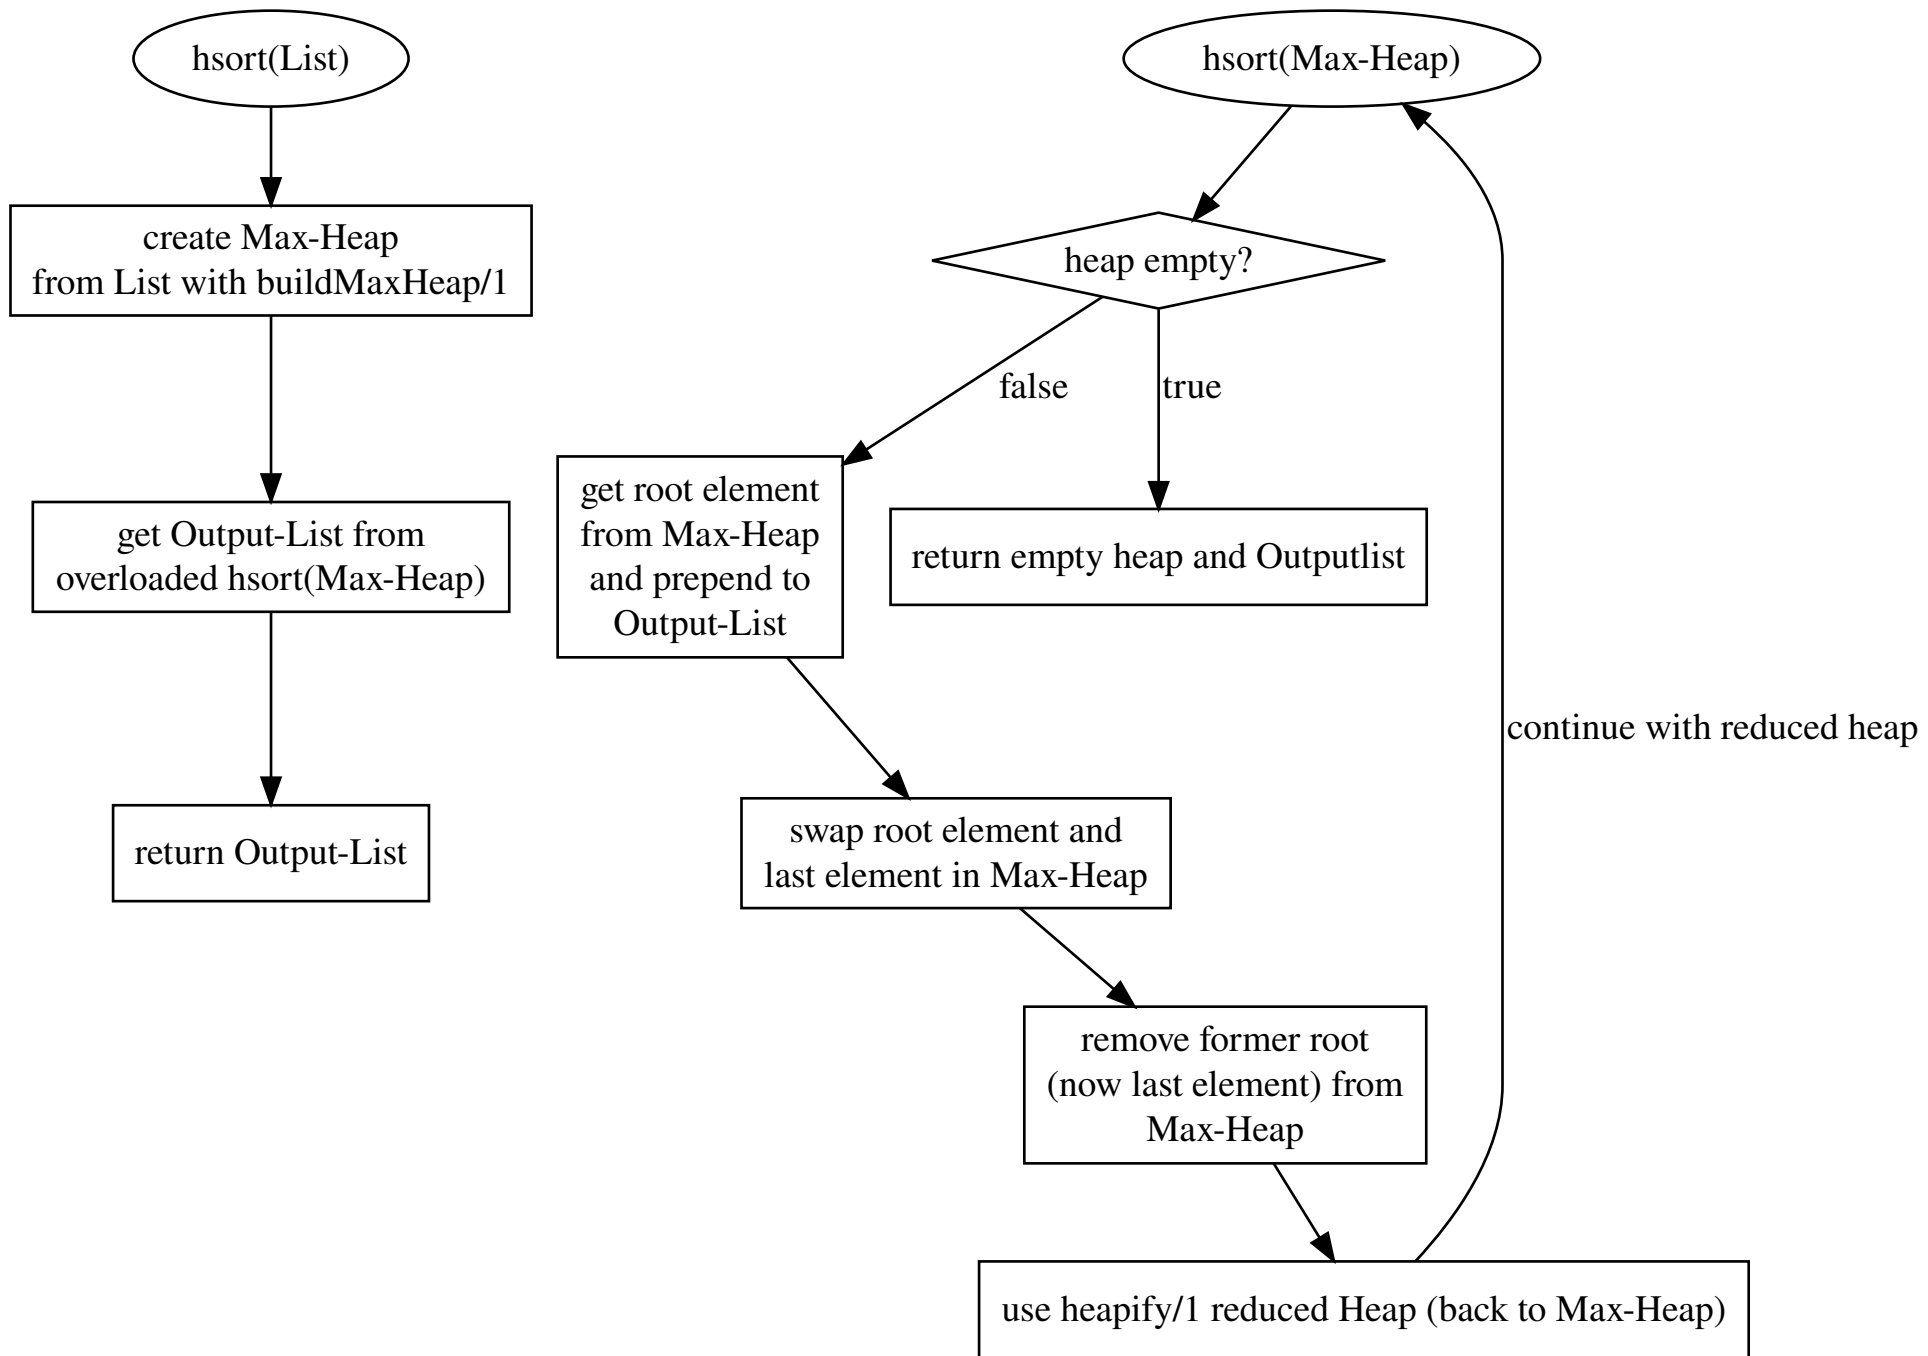 hsort(List)
create Max-Heap
from List with buildMaxHeap/1
get Output-List from
overloaded hsort(Max-Heap)
return Output-List
hsort(Max-Heap)
heap empty?
false
true
get root element
from Max-Heap
and prepend to
Output-List
return empty heap and Outputlist
swap root element and
last element in Max-Heap
remove former root
(now last element) from
Max-Heap
use heapify/1 reduced Heap (back to Max-Heap)
continue with reduced heap